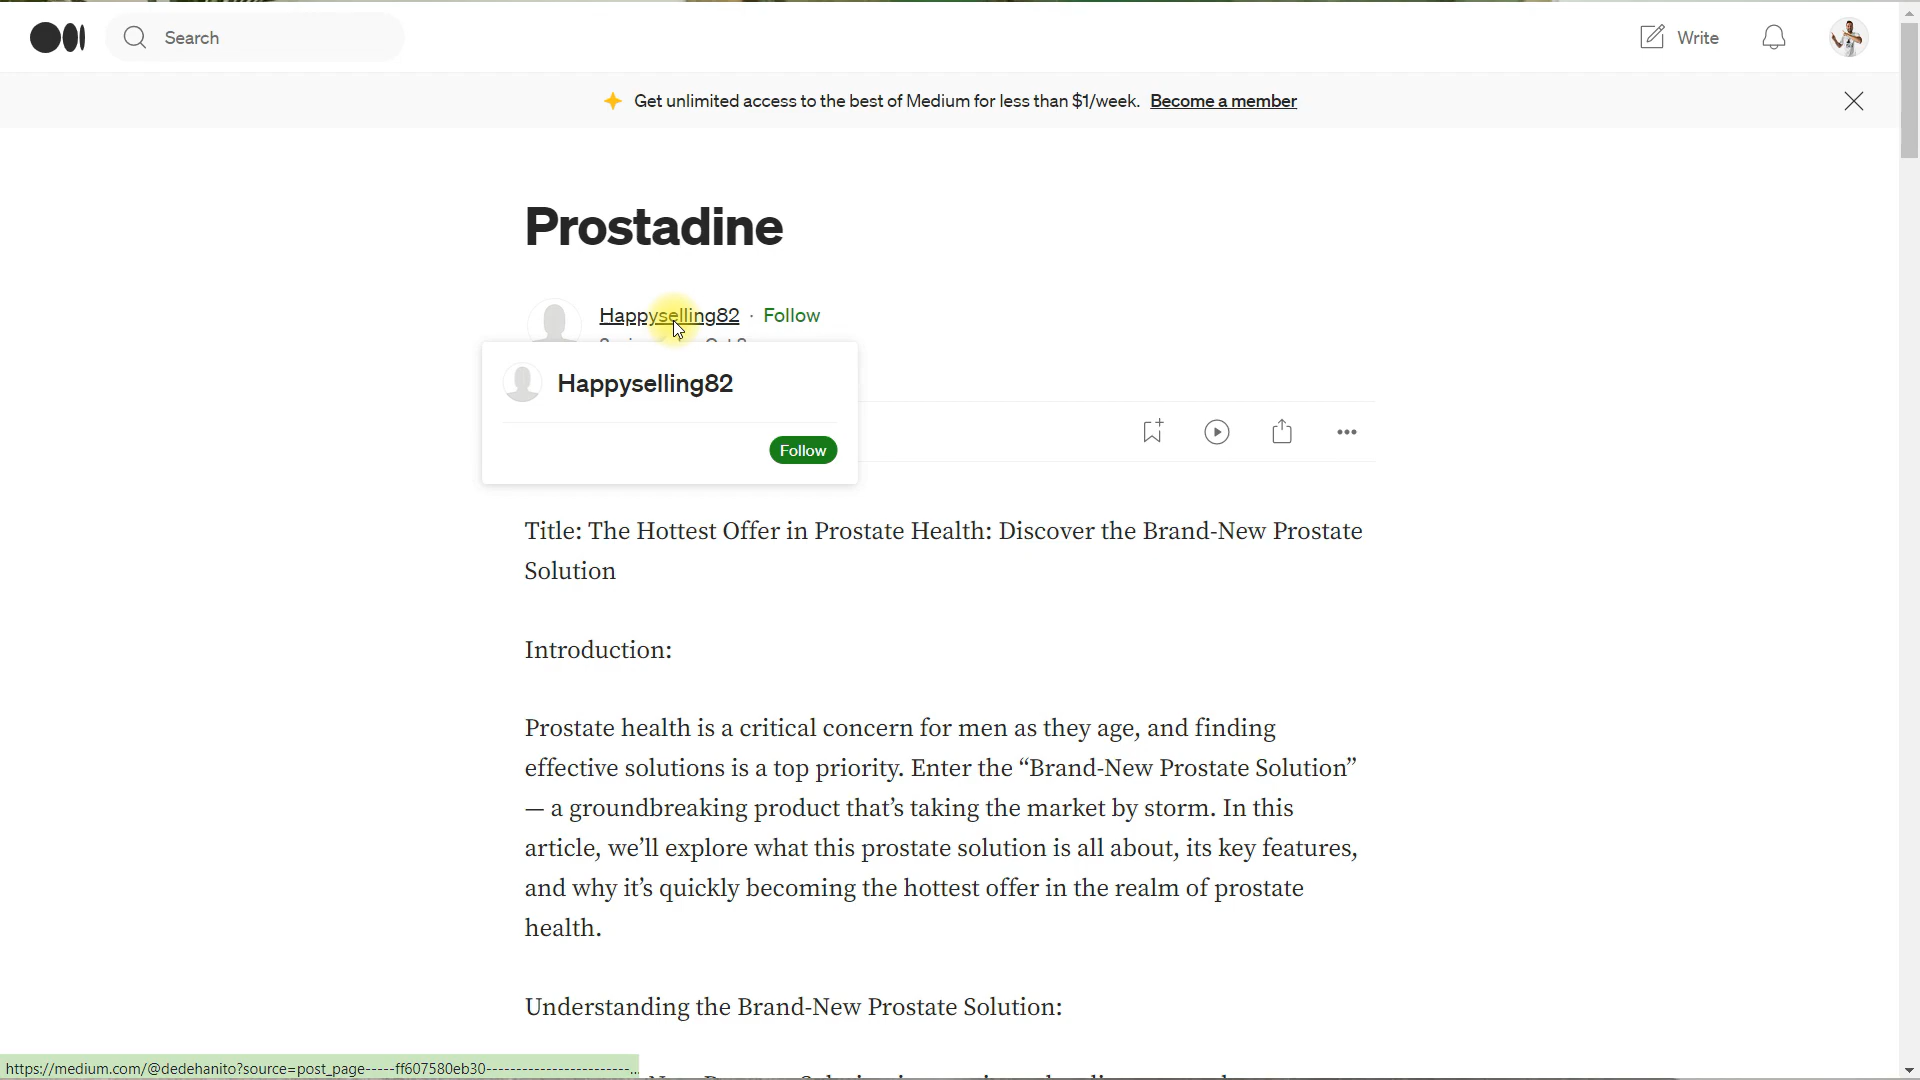 Search
Write
Get unlimited access to the best of Medium for less than $1/week. Become a member
Prostadine
Happyselling82 · Follow
Happyselling82
Follow
Title: The Hottest Offer in Prostate Health: Discover the Brand-New Prostate
Solution
Introduction:
Prostate health is a critical concern for men as they age, and finding
effective solutions is a top priority. Enter the “Brand-New Prostate Solution”
— a groundbreaking product that’s taking the market by storm. In this
article, we’ll explore what this prostate solution is all about, its key features,
and why it’s quickly becoming the hottest offer in the realm of prostate
health.
Understanding the Brand-New Prostate Solution:
https://medium.com/@dedehanito?source=post_page-----ff607580eb30--------------------------------...